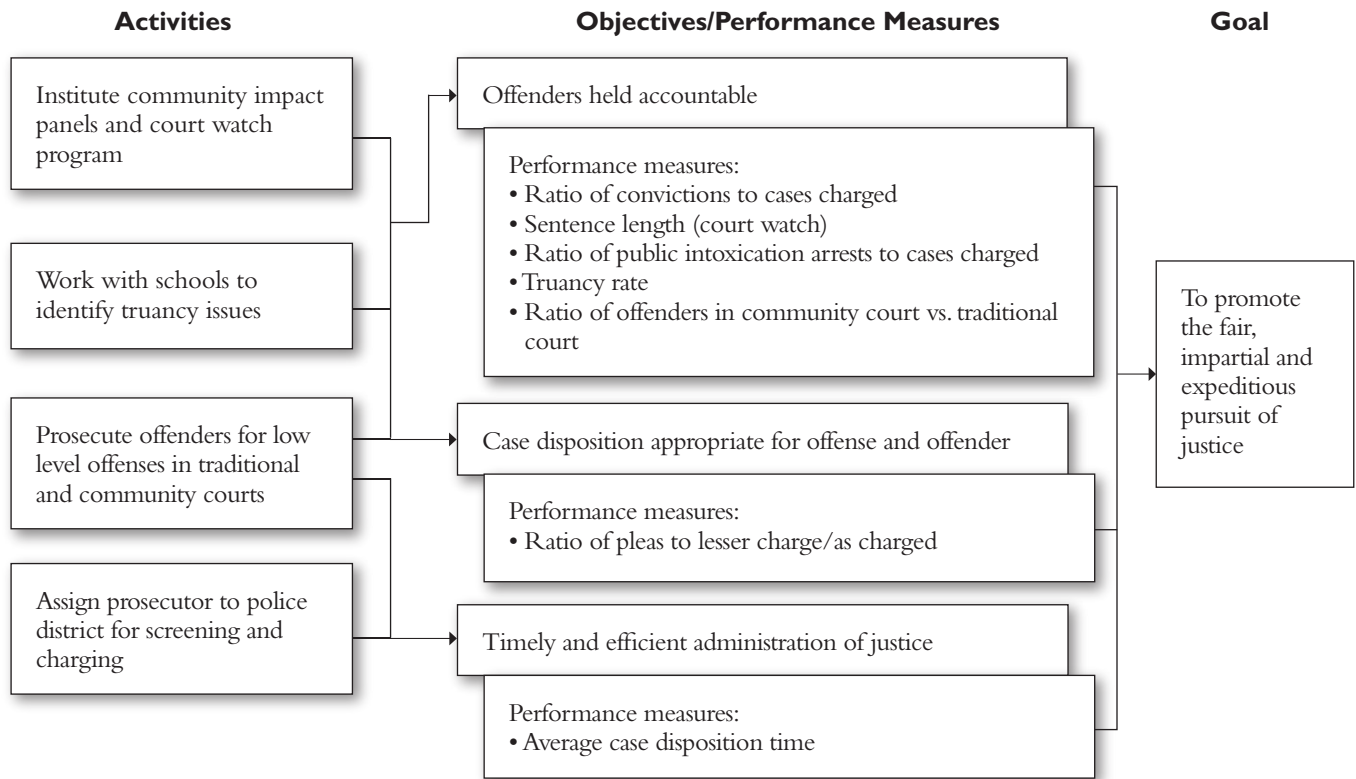 Activities
Objectives/Performance Measures
Goal
Institute community impact
panels and court watch
program
Work with schools to
identify truancy issues
Prosecute offenders for low
level offenses in traditional
and community courts
Assign prosecutor to police
district for screening and
charging
Offenders held accountable
Performance measures:
• Ratio of convictions to cases charged
• Sentence length (court watch)
• Ratio of public intoxication arrests to cases charged
• Truancy rate
• Ratio of offenders in community court vs. traditional
court
Case disposition appropriate for offense and offender
Performance measures:
• Ratio of pleas to lesser charge/as charged
Timely and efficient administration of justice
Performance measures:
• Average case disposition time
To promote
the fair,
impartial and
expeditious
pursuit of
justice